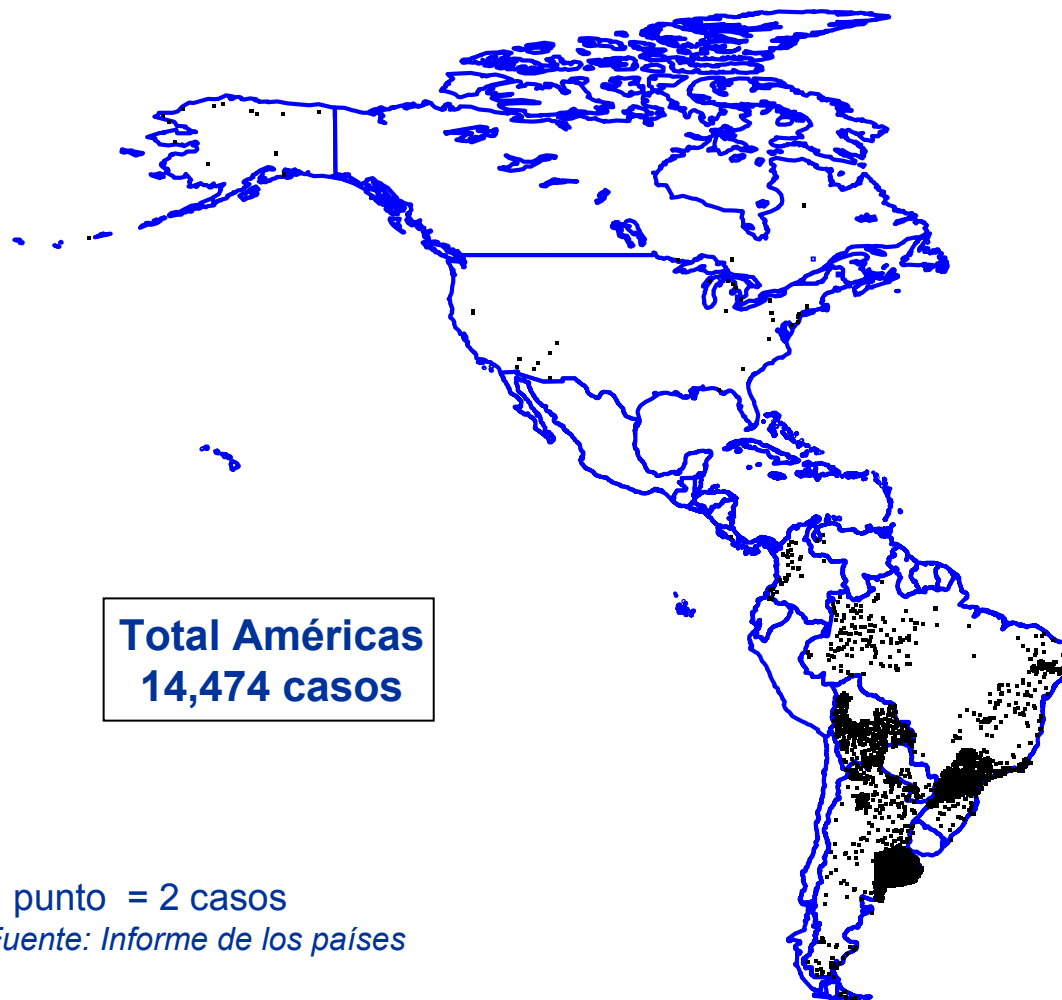 Total Américas
14,474 casos
punto = 2 casos
Fuente: Informe de los países